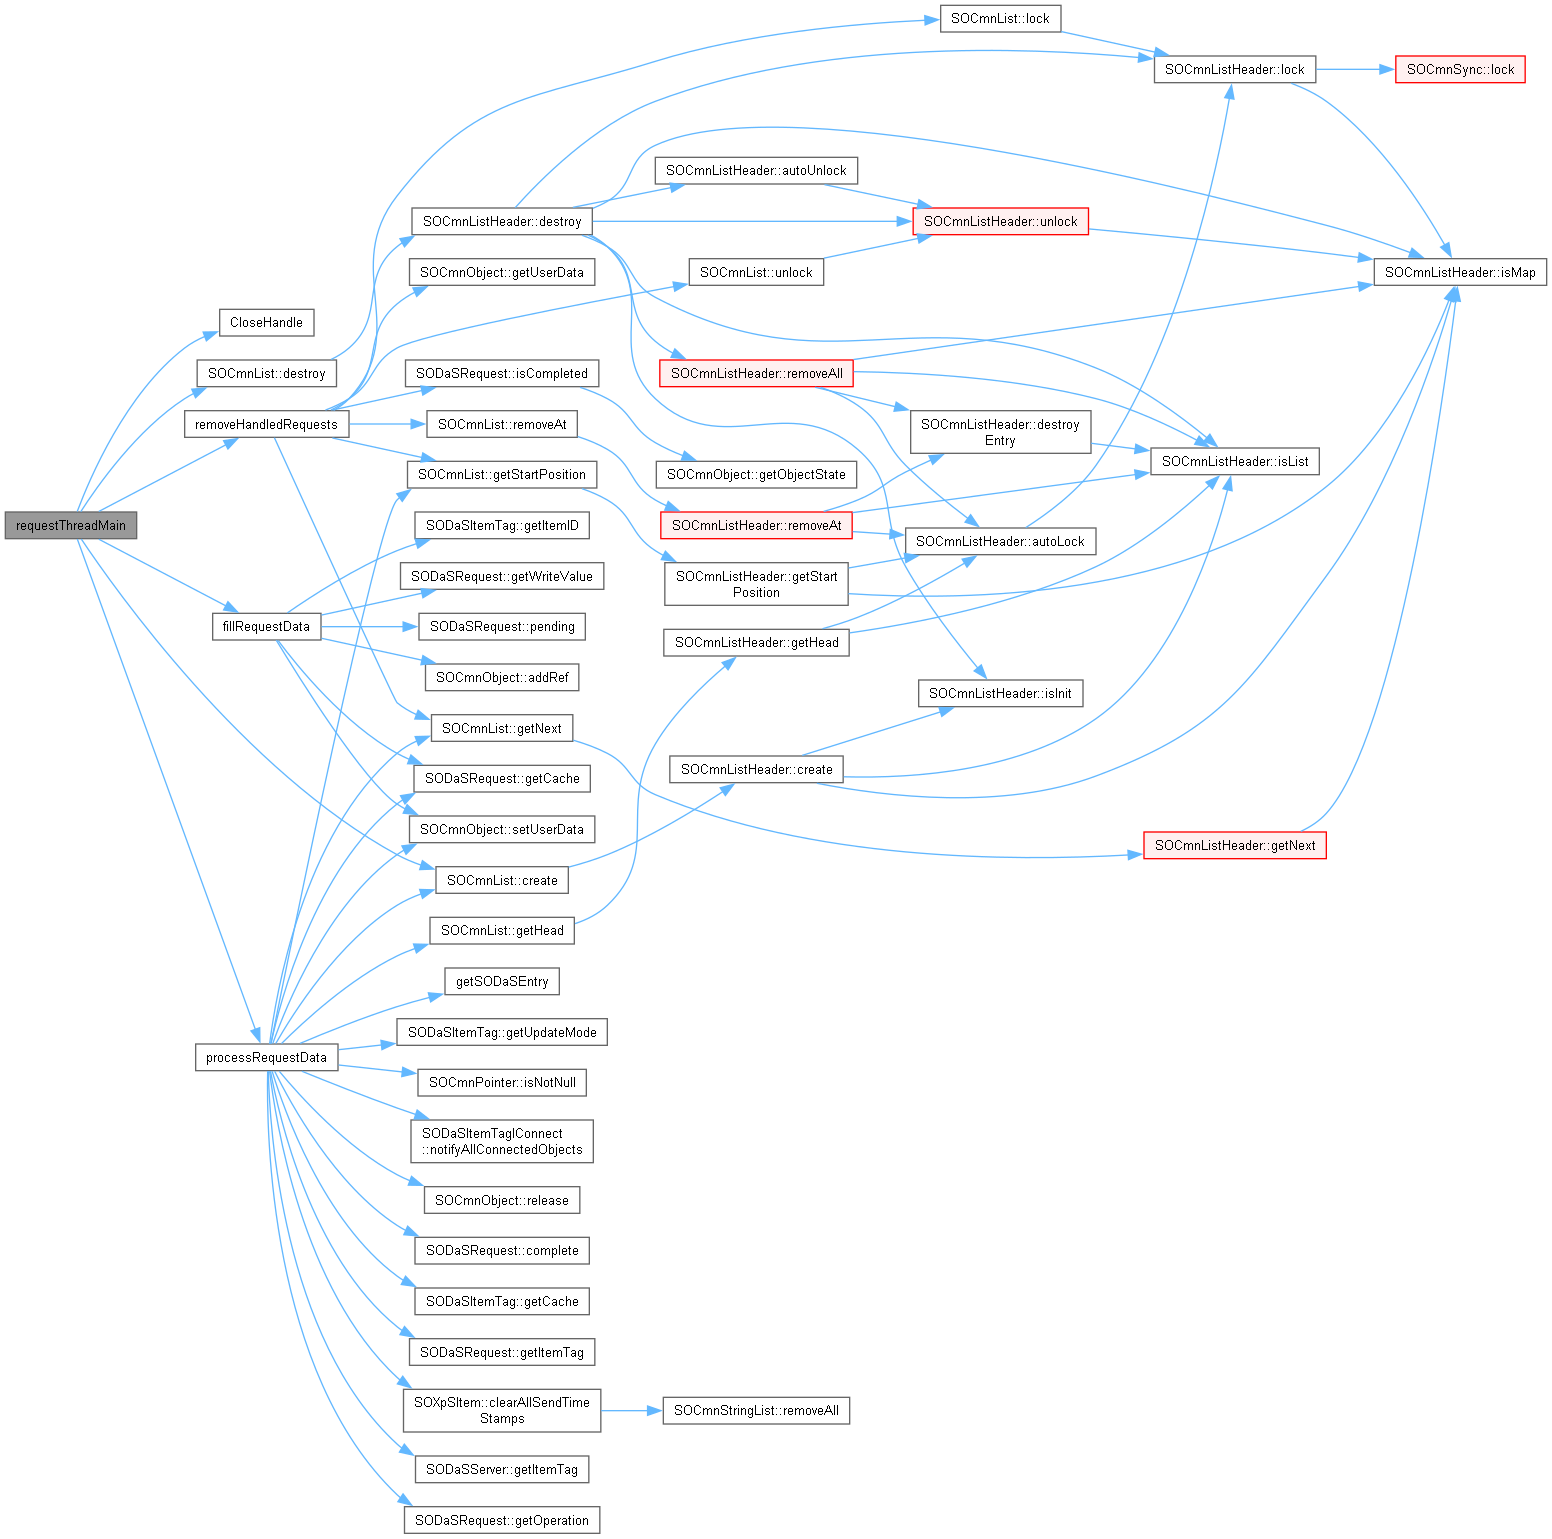 SOCmnList::lock
SOCmnListHeader::lock
SOCmnSync::lock
SOCmnListHeader::autoUnlock
SOCmnListHeader::destroy
SOCmnListHeader::unlock
SOCmnObject::getUserData
SOCmnList::unlock
SOCmnListHeader::isMap
CloseHandle
SOCmnList::destroy
SODaSRequest::isCompleted
SOCmnListHeader::removeAll
removeHandledRequests
SOCmnList::removeAt
SOCmnListHeader::destroy
Entry
SOCmnList::getStartPosition
SOCmnObject::getObjectState
SOCmnListHeader::isList
requestThreadMain
SODaSItemTag::getItemID
SOCmnListHeader::removeAt
SOCmnListHeader::autoLock
SODaSRequest::getWriteValue
SOCmnListHeader::getStart
Position
fillRequestData
SODaSRequest::pending
SOCmnListHeader::getHead
SOCmnObject::addRef
SOCmnListHeader::isInit
SOCmnList::getNext
SODaSRequest::getCache
SOCmnListHeader::create
SOCmnObject::setUserData
SOCmnListHeader::getNext
SOCmnList::create
SOCmnList::getHead
getSODaSEntry
SODaSItemTag::getUpdateMode
processRequestData
SOCmnPointer::isNotNull
SODaSItemTagIConnect
::notifyAllConnectedObjects
SOCmnObject::release
SODaSRequest::complete
SODaSItemTag::getCache
SODaSRequest::getItemTag
SOXpSItem::clearAllSendTime
Stamps
SOCmnStringList::removeAll
SODaSServer::getItemTag
SODaSRequest::getOperation